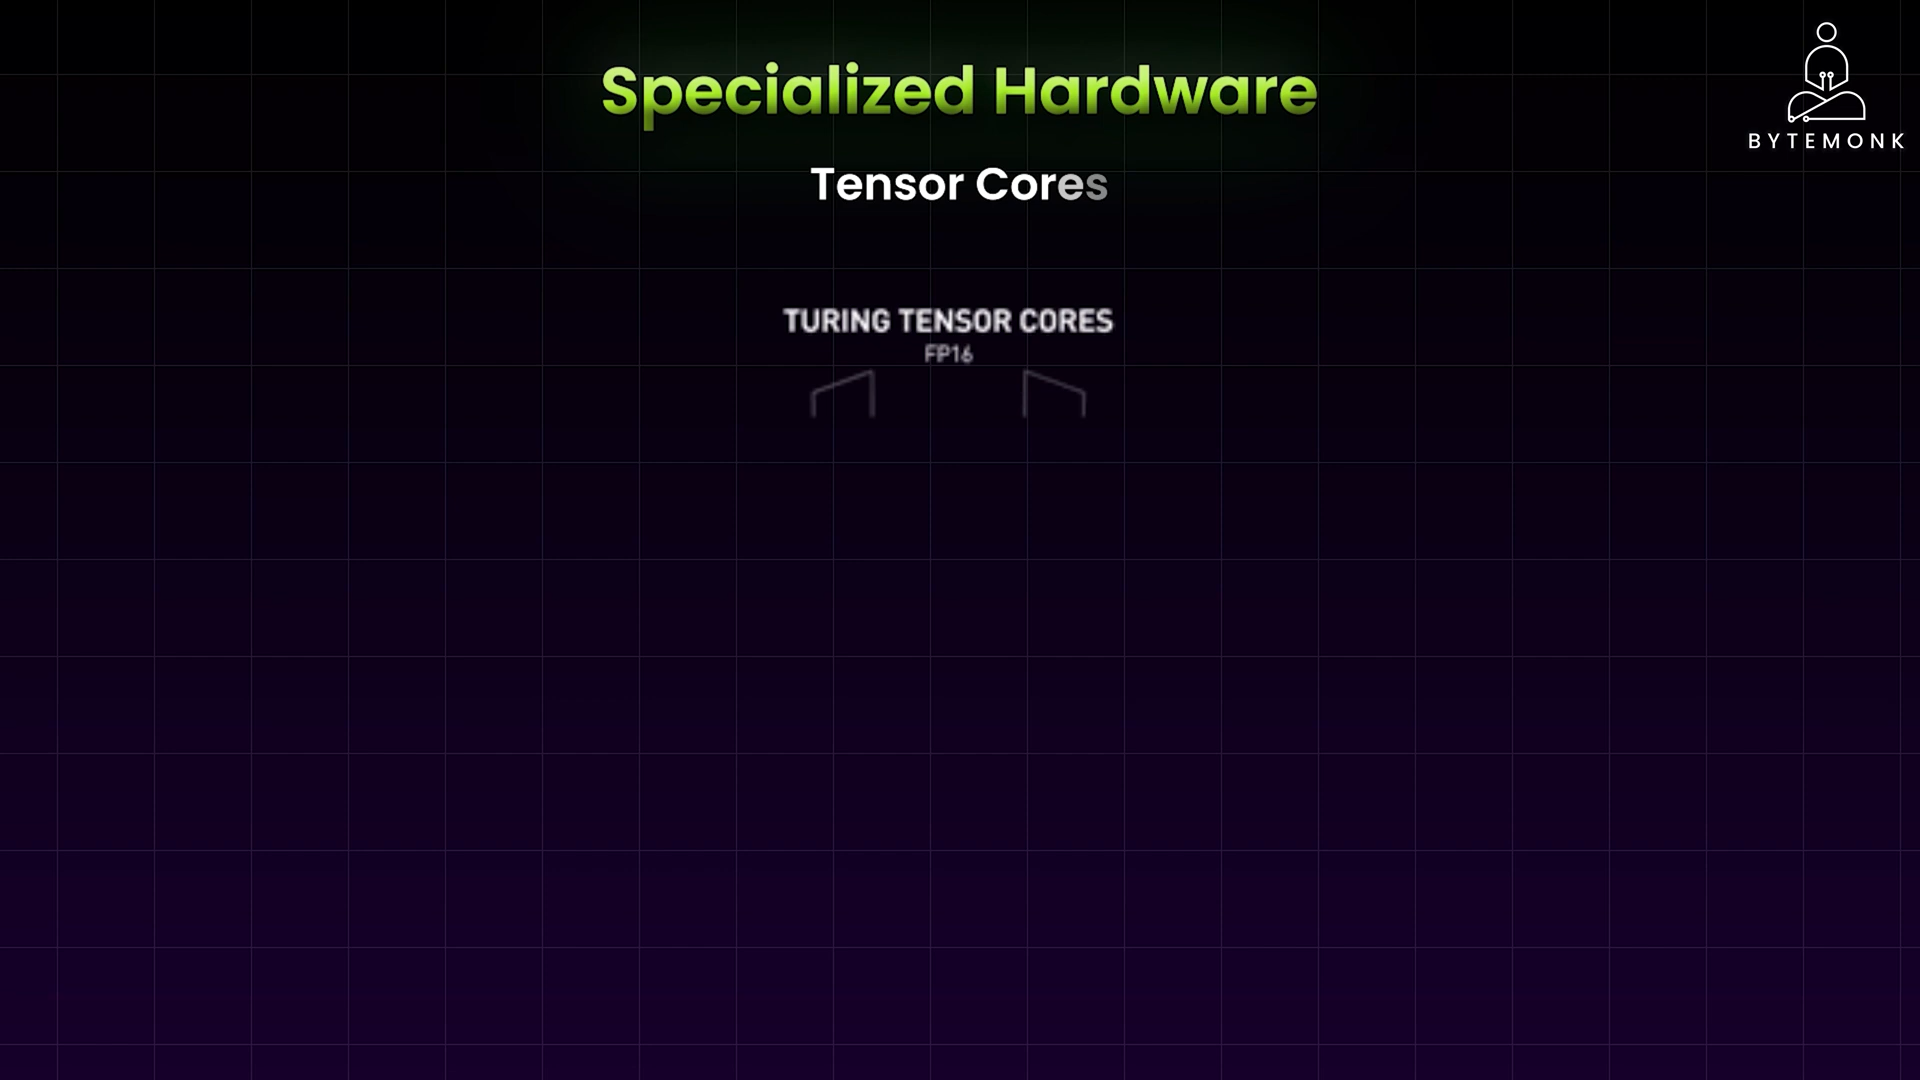 Specialized Hardware
BYTEMONK
Tensor Cores
TURING TENSOR CORES
FP16